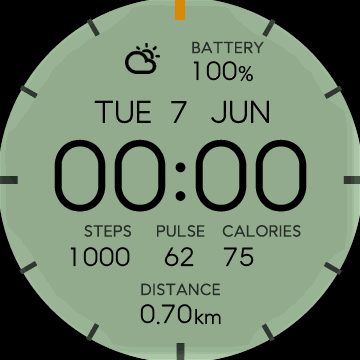 BATTERY
100%
TUE 7 JUN
00:00
STEPS PULSE CALORIES
1000 62 75
DISTANCE
0.70km